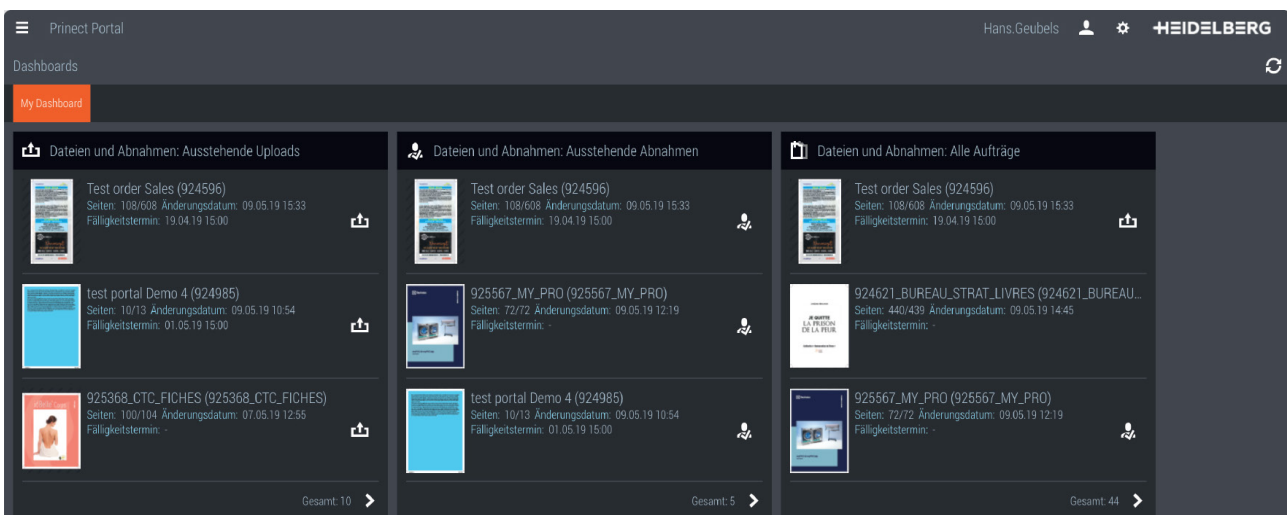 Prinect Portal
Hans.Geubels
HEIDELBERG
Dashboards
My Dashboard
Dateien und Abnahmen: Ausstehende Uploads
Test order Sales (924596)
Seiten: 108/608 Änderungsdatum: 09.05.19 15:33
Fälligkeitstermin: 19.04.19 15:00
test portal Demo 4 (924985)
Seiten: 10/13 Änderungsdatum: 09.05.19 10:54
Fälligkeitstermin: 01.05.19 15:00
925368_CTC_FICHES (925368_CTC_FICHES)
Seiten: 100/104 Änderungsdatum: 07.05.19 12:55
Fälligkeitstermin: -
Gesamt: 10
Dateien und Abnahmen: Ausstehende Abnahmen
Test order Sales (924596)
Seiten: 108/608 Änderungsdatum: 09.05.19 15:33
Fälligkeitstermin: 19.04.19 15:00
925567_MY_PRO (925567_MY_PRO)
Seiten: 72/72 Änderungsdatum: 09.05.19 12:19
Fälligkeitstermin: -
test portal Demo 4 (924985)
Seiten: 10/13 Änderungsdatum: 09.05.19 10:54
Fälligkeitstermin: 01.05.19 15:00
Gesamt: 5
Dateien und Abnahmen: Alle Aufträge
Test order Sales (924596)
Seiten: 108/608 Änderungsdatum: 09.05.19 15:33
Fälligkeitstermin: 19.04.19 15:00
924621_BUREAU_STRAT_LIVRES (924621_BUREAU...
Seiten: 440/439 Änderungsdatum: 09.05.19 14:45
Fälligkeitstermin: -
JE QUITTE
LA PRISON
DE LA PEUR
925567_MY_PRO (925567_MY_PRO)
Seiten: 72/72 Änderungsdatum: 09.05.19 12:19
Fälligkeitstermin: -
Gesamt: 44